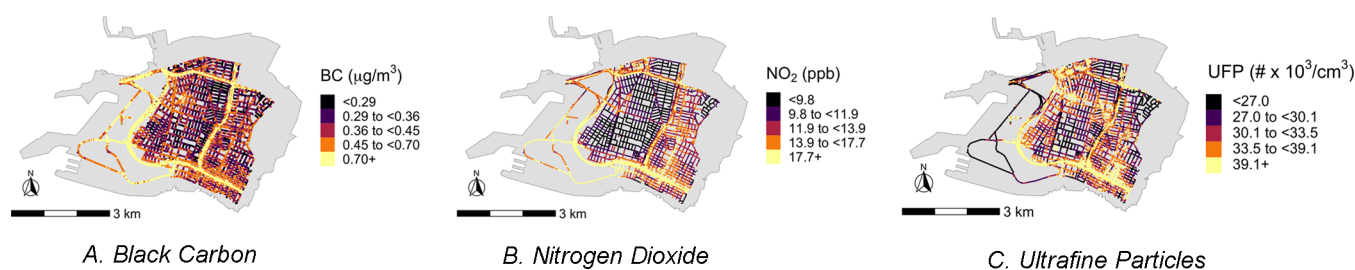 BC (μg/m³)
<0.29
0.29 to <0.36
0.36 to <0.45
0.45 to <0.70
0.70+
N
3 km
A. Black Carbon
NO₂ (ppb)
<9.8
9.8 to <11.9
11.9 to <13.9
13.9 to <17.7
17.7+
N
3 km
B. Nitrogen Dioxide
UFP (# x 10³/cm³)
<27.0
27.0 to <30.1
30.1 to <33.5
33.5 to <39.1
39.1+
N
3 km
C. Ultrafine Particles